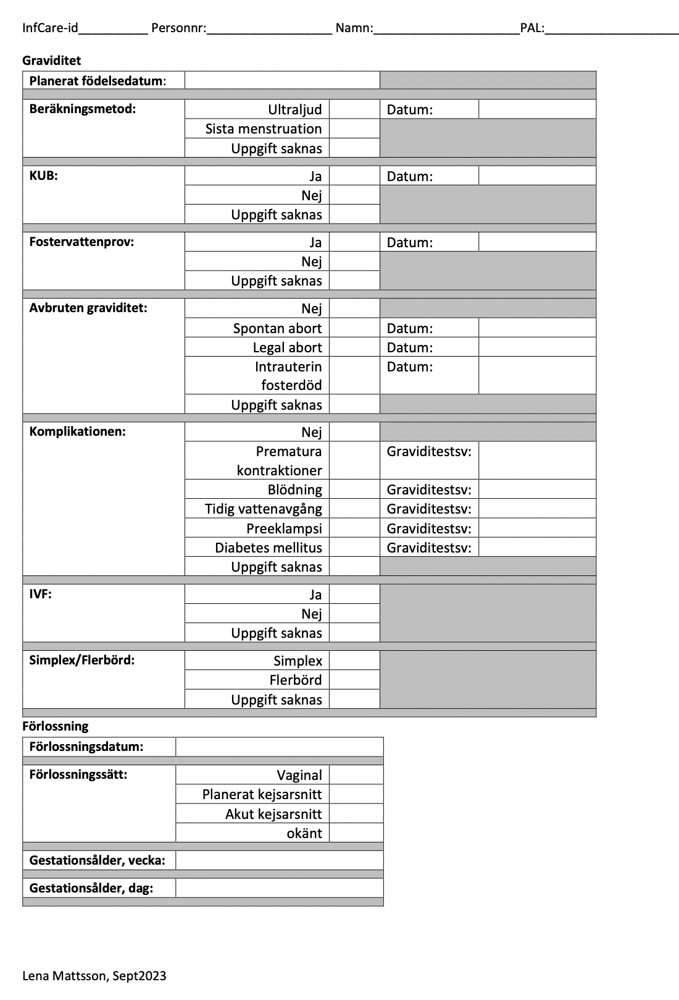 InfCare-id__________ Personnr:__________________ Namn:_____________________PAL:___________________
Graviditet
Planerat födelsedatum:
Beräkningsmetod: Ultraljud Datum:
Sista menstruation
Uppgift saknas
KUB: Ja Datum:
Nej
Uppgift saknas
Fostervattenprov: Ja Datum:
Nej
Uppgift saknas
Avbruten graviditet: Nej
Spontan abort Datum:
Legal abort Datum:
Intrauterin Datum:
fosterdöd
Uppgift saknas
Komplikationen: Nej
Prematura Graviditestsv:
kontraktioner
Blödning Graviditestsv:
Tidig vattenavgång Graviditestsv:
Preeklampsi Graviditestsv:
Diabetes mellitus Graviditestsv:
Uppgift saknas
IVF: Ja
Nej
Uppgift saknas
Simplex/Flerbörd: Simplex
Flerbörd
Uppgift saknas
Förlossning
Förlossningsdatum:
Förlossningssätt: Vaginal
Planerat kejsarsnitt
Akut kejsarsnitt
okänt
Gestationsålder, vecka:
Gestationsålder, dag:
Lena Mattsson, Sept2023